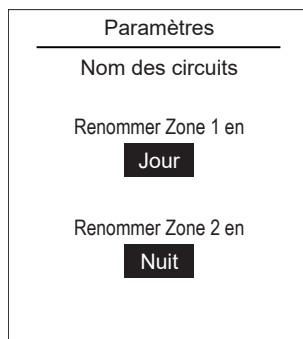 Paramètres
Nom des circuits
Renommer Zone 1 en
Jour
Renommer Zone 2 en
Nuit